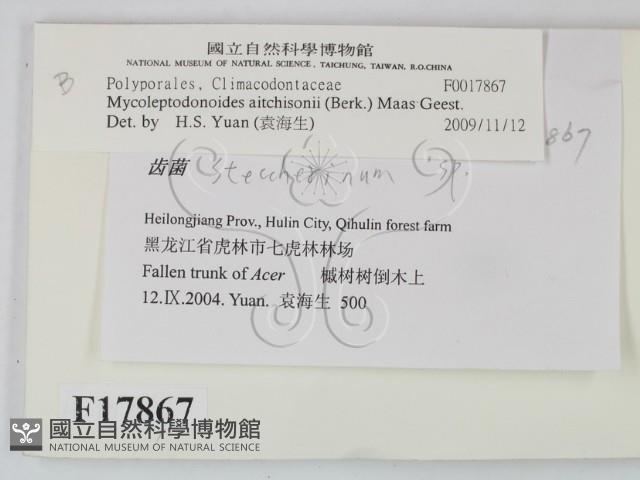 國立自然科學博物館
NATIONAL MUSEUM OF NATURAL SCIENCE, TAICHUNG, TAIWAN, R.O.CHINA
B
Polyporales, Climacodontaceae F0017867
Mycoleptodonoides aitchisonii (Berk.) Maas Geest.
Det. by H.S. Yuan (袁海生) 2009/11/12
867
齿菌 Steccherinum sp.
Heilongjiang Prov., Hulin City, Qihulin forest farm
黑龙江省虎林市七虎林林场
Fallen trunk of Acer 槭树树倒木上
12.IX.2004. Yuan. 袁海生 500
F17867
國立自然科學博物館
NATIONAL MUSEUM OF NATURAL SCIENCE